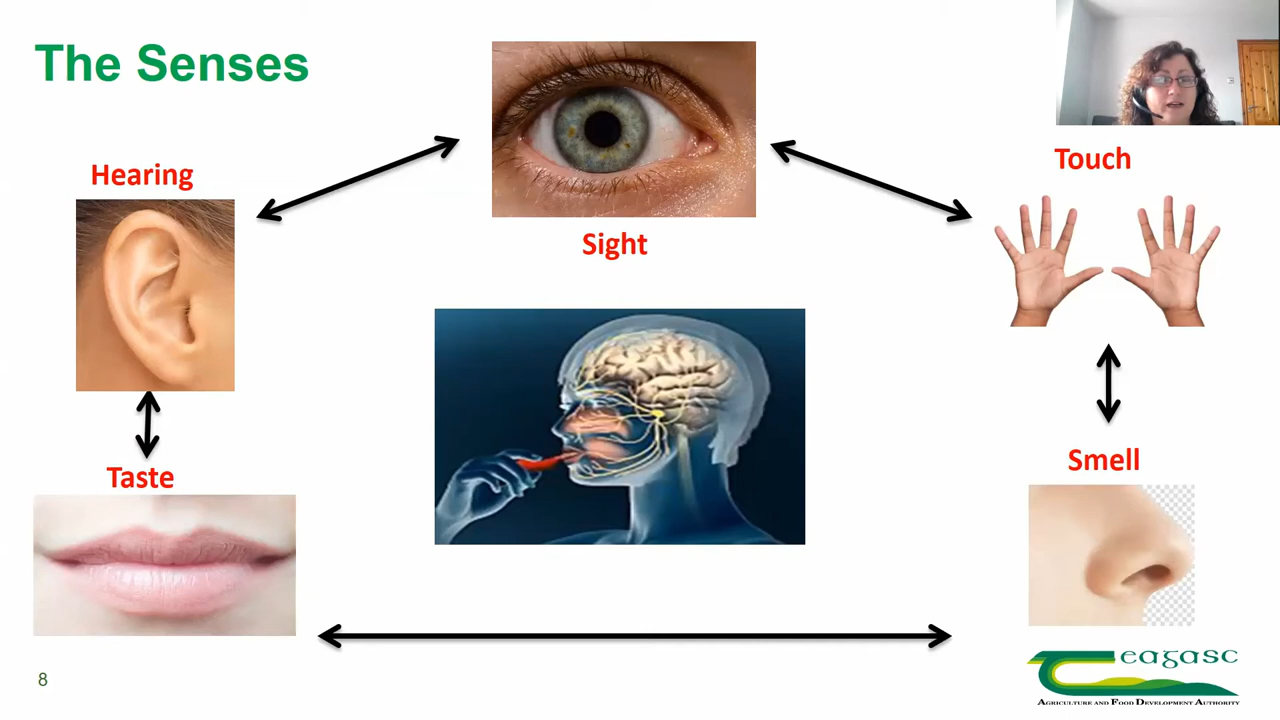 The Senses
Hearing
Sight
Touch
Taste
Smell
8
Teagasc
AGRICULTURE AND FOOD DEVELOPMENT AUTHORITY